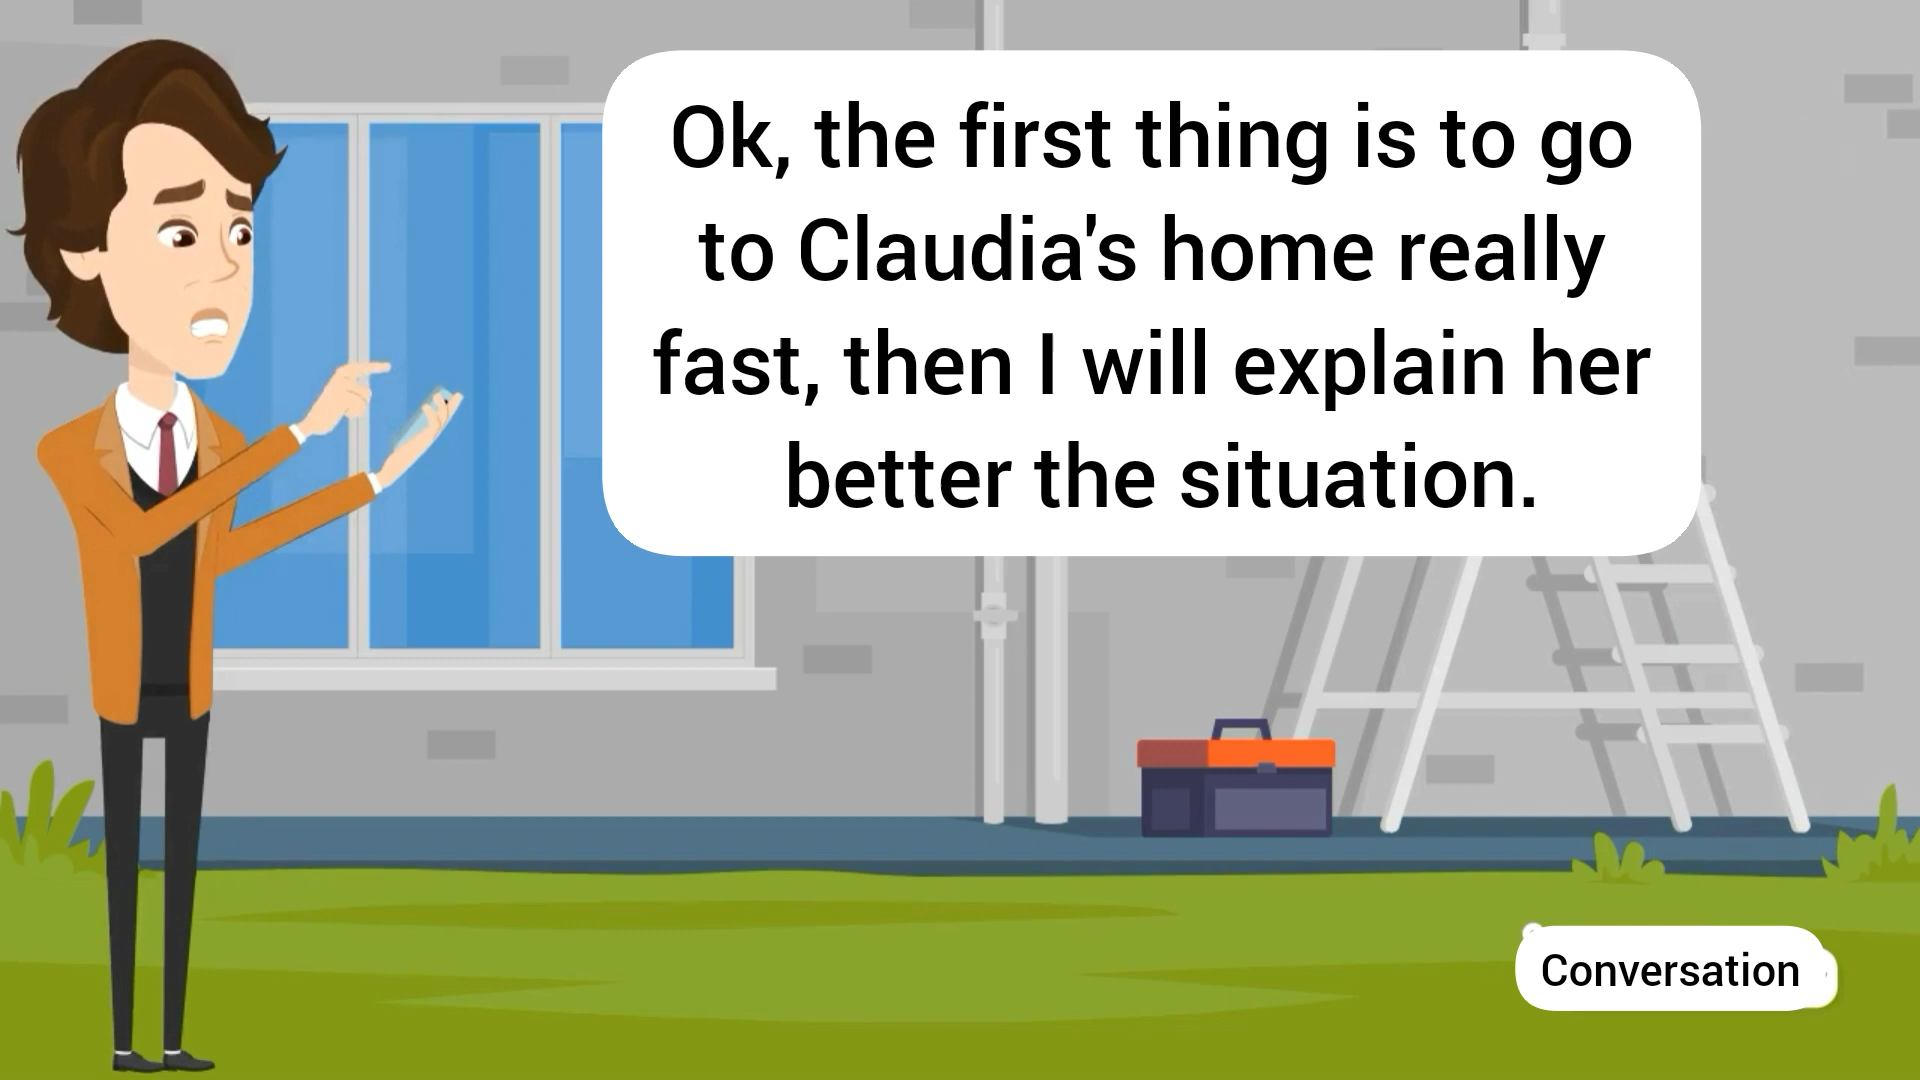 Ok, the first thing is to go
to Claudia's home really
fast, then I will explain her
better the situation.
Conversation